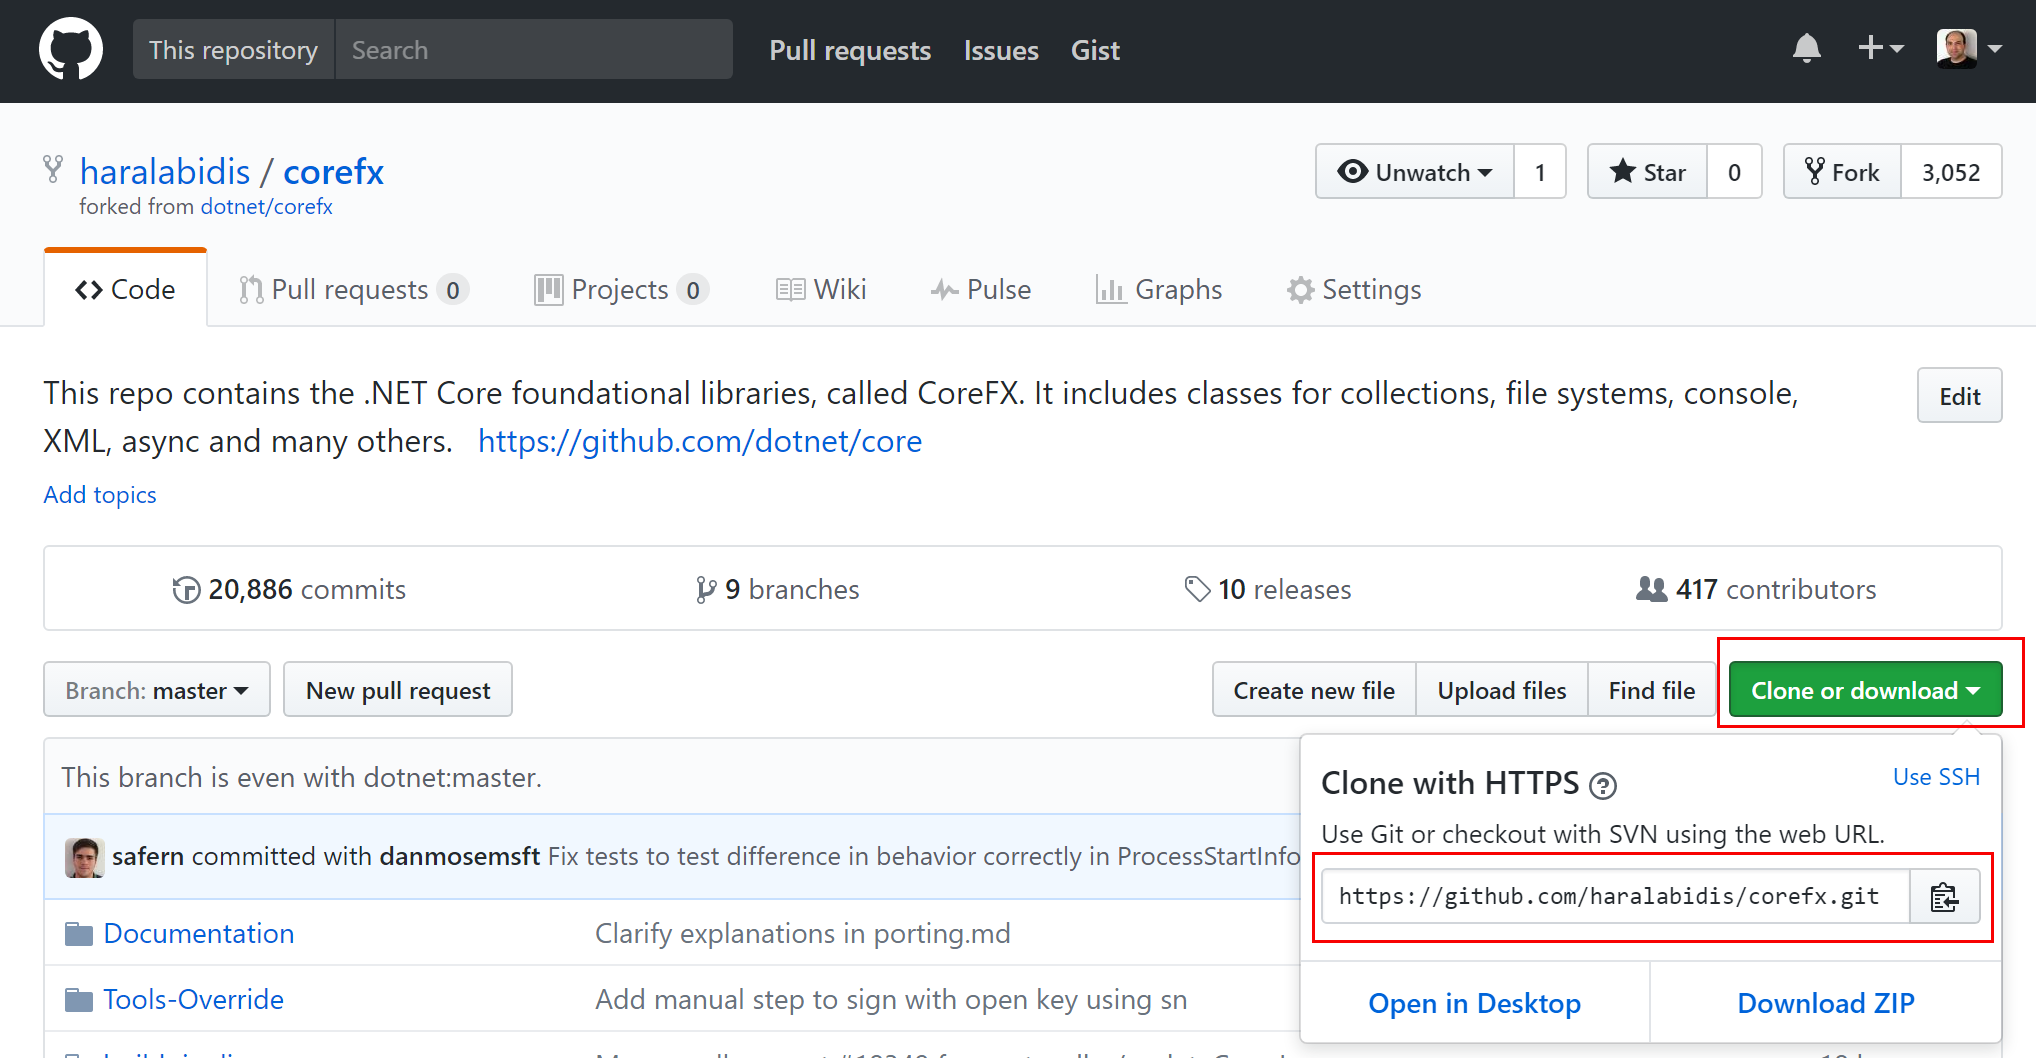 This repository Search Pull requests Issues Gist
haralabidis / corefx Unwatch 1 Star 0 Fork 3,052
forked from dotnet/corefx
Code Pull requests 0 Projects 0 Wiki Pulse Graphs Settings
This repo contains the .NET Core foundational libraries, called CoreFX. It includes classes for collections, file systems, console, Edit
XML, async and many others. https://github.com/dotnet/core
Add topics
20,886 commits 9 branches 10 releases 417 contributors
Branch: master New pull request Create new file Upload files Find file Clone or download
This branch is even with dotnet:master.
safern committed with danmosemsft Fix tests to test difference in behavior correctly in ProcessStartInfo
Documentation Clarify explanations in porting.md
Tools-Override Add manual step to sign with open key using sn
Clone with HTTPS Use SSH
Use Git or checkout with SVN using the web URL.
https://github.com/haralabidis/corefx.git
Open in Desktop Download ZIP